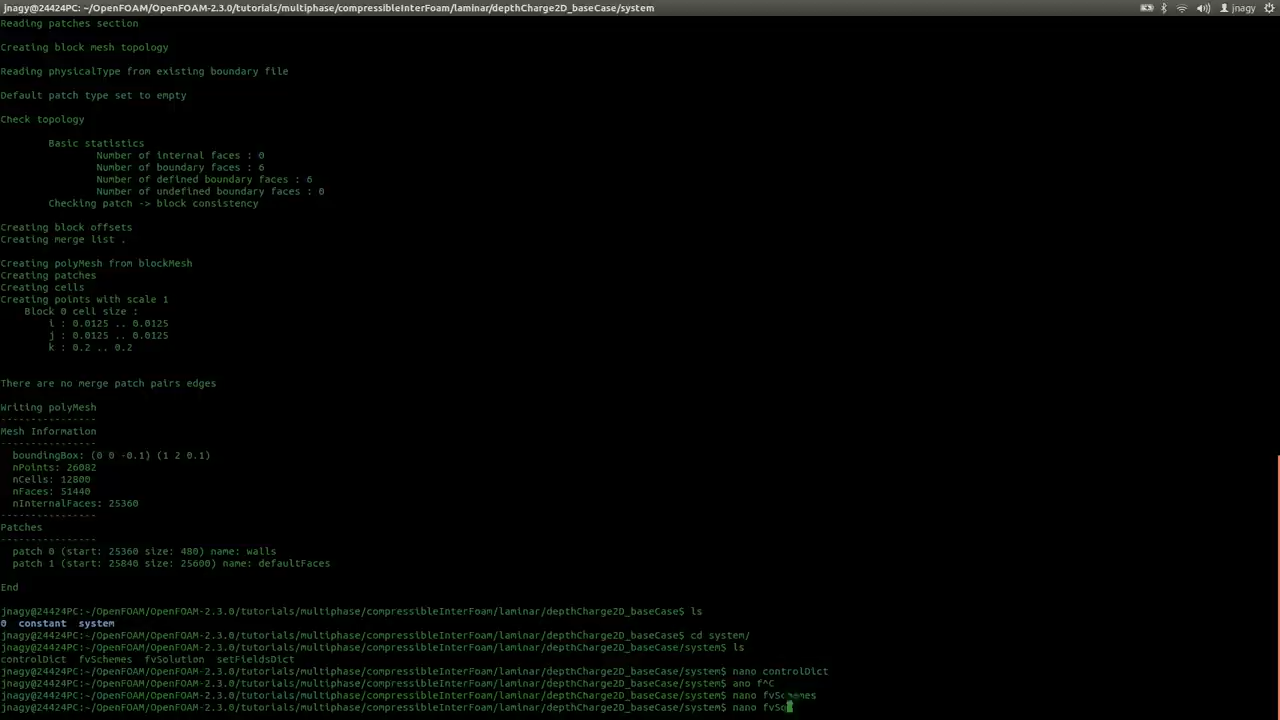 jnagy@24424PC: ~/OpenFOAM/OpenFOAM-2.3.0/tutorials/multiphase/compressibleInterFoam/laminar/depthCharge2D_baseCase/system
jnagy
Reading patches section
Creating block mesh topology
Reading physicalType from existing boundary file
Default patch type set to empty
Check topology
Basic statistics
Number of internal faces : 0
Number of boundary faces : 6
Number of defined boundary faces : 6
Number of undefined boundary faces : 0
Checking patch -> block consistency
Creating block offsets
Creating merge list .
Creating polyMesh from blockMesh
Creating patches
Creating cells
Creating points with scale 1
Block 0 cell size :
i : 0.0125 .. 0.0125
j : 0.0125 .. 0.0125
k : 0.2 .. 0.2
There are no merge patch pairs edges
Writing polyMesh
----------------
Mesh Information
----------------
boundingBox: (0 0 -0.1) (1 2 0.1)
nPoints: 26082
nCells: 12800
nFaces: 51440
nInternalFaces: 25360
----------------
Patches
----------------
patch 0 (start: 25360 size: 480) name: walls
patch 1 (start: 25840 size: 25600) name: defaultFaces
End
jnagy@24424PC:~/OpenFOAM/OpenFOAM-2.3.0/tutorials/multiphase/compressibleInterFoam/laminar/depthCharge2D_baseCase$ ls
0 constant system
jnagy@24424PC:~/OpenFOAM/OpenFOAM-2.3.0/tutorials/multiphase/compressibleInterFoam/laminar/depthCharge2D_baseCase$ cd system/
jnagy@24424PC:~/OpenFOAM/OpenFOAM-2.3.0/tutorials/multiphase/compressibleInterFoam/laminar/depthCharge2D_baseCase/system$ ls
controlDict fvSchemes fvSolution setFieldsDict
jnagy@24424PC:~/OpenFOAM/OpenFOAM-2.3.0/tutorials/multiphase/compressibleInterFoam/laminar/depthCharge2D_baseCase/system$ nano controlDict
jnagy@24424PC:~/OpenFOAM/OpenFOAM-2.3.0/tutorials/multiphase/compressibleInterFoam/laminar/depthCharge2D_baseCase/system$ ano f^C
jnagy@24424PC:~/OpenFOAM/OpenFOAM-2.3.0/tutorials/multiphase/compressibleInterFoam/laminar/depthCharge2D_baseCase/system$ nano fvSchemes
jnagy@24424PC:~/OpenFOAM/OpenFOAM-2.3.0/tutorials/multiphase/compressibleInterFoam/laminar/depthCharge2D_baseCase/system$ nano fvSo